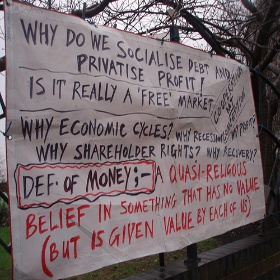 WHY DO WE SOCIALISE DEBT AND
PRIVATISE PROFIT!
IS IT REALLY A 'FREE' MARKET
WHY ECONOMIC CYCLES? WHY RECESSIONS? WHY PROFITS?
WHY SHAREHOLDER RIGHTS? WHY RECOVERY?
DEF. OF MONEY;- A QUASI-RELIGIOUS
BELIEF IN SOMETHING THAT HAS NO VALUE
(BUT IS GIVEN VALUE BY EACH OF US)